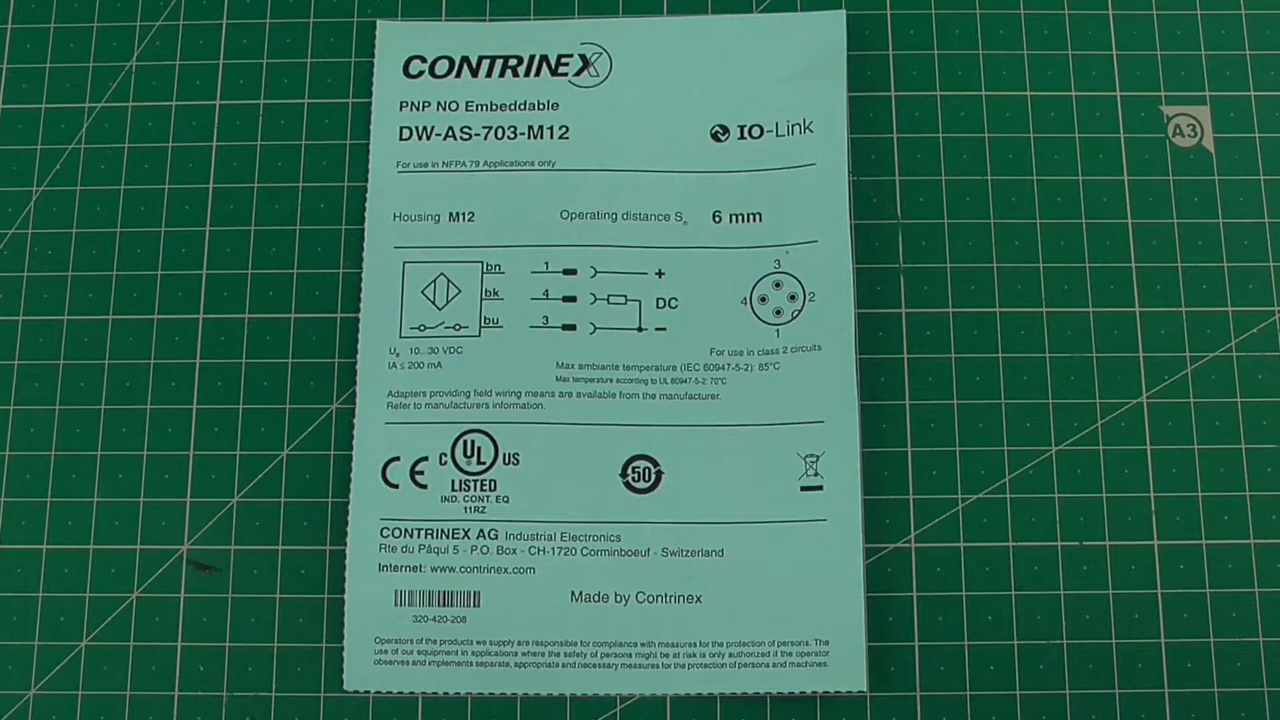 CONTRINEX
PNP NO Embeddable
DW-AS-703-M12
IO-Link
A3
For use in NFPA 79 Applications only
Housing M12 Operating distance Sn 6 mm
bn 1 +
bk 4 DC
bu 3 −
3
4 2
1
UB 10...30 VDC
IA ≤ 200 mA
For use in class 2 circuits
Max ambiante temperature (IEC 60947-5-2): 85°C
Max temperature according to UL 60947-5-2: 70°C
Adapters providing field wiring means are available from the manufacturer.
Refer to manufacturers information.
CE C UL US
LISTED
IND. CONT. EQ
11RZ
50
CONTRINEX AG Industrial Electronics
Rte du Pâqui 5 - P.O. Box - CH-1720 Corminboeuf - Switzerland
Internet: www.contrinex.com
320-420-208
Made by Contrinex
Operators of the products we supply are responsible for compliance with measures for the protection of persons. The
use of our equipment in applications where the safety of persons might be at risk is only authorized if the operator
observes and implements separate, appropriate and necessary measures for the protection of persons and machines.